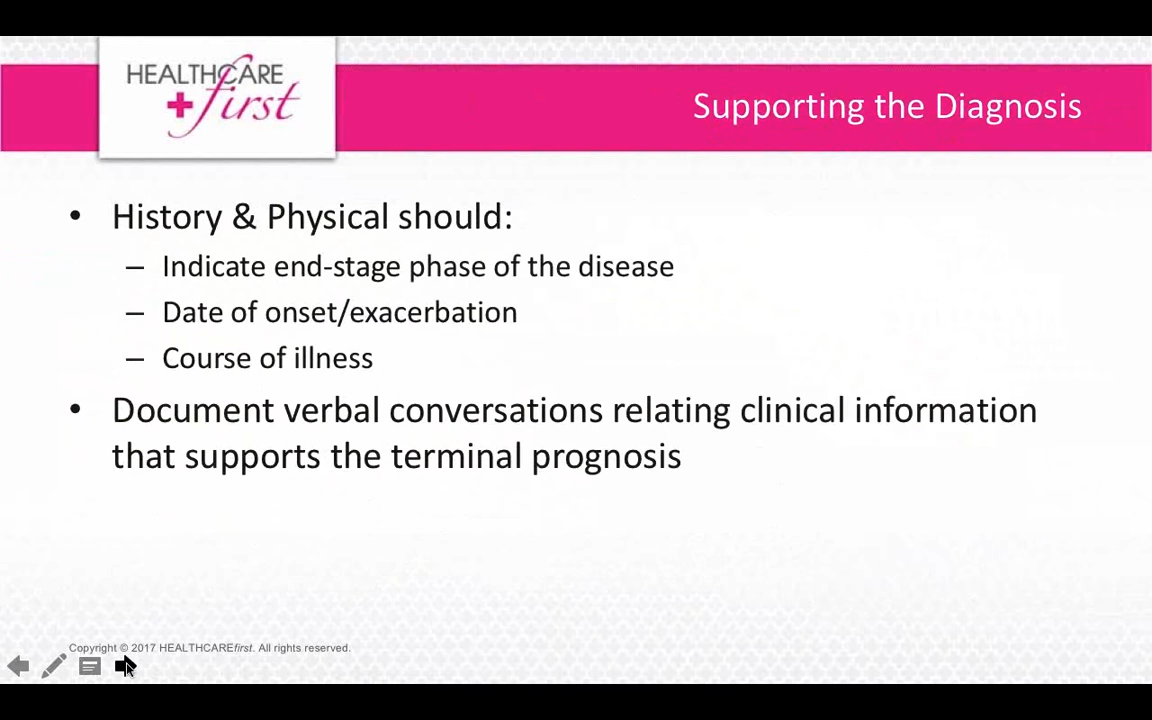 HEALTHCARE
first
Supporting the Diagnosis
• History & Physical should:
– Indicate end-stage phase of the disease
– Date of onset/exacerbation
– Course of illness
• Document verbal conversations relating clinical information
that supports the terminal prognosis
Copyright © 2017 HEALTHCAREfirst. All rights reserved.